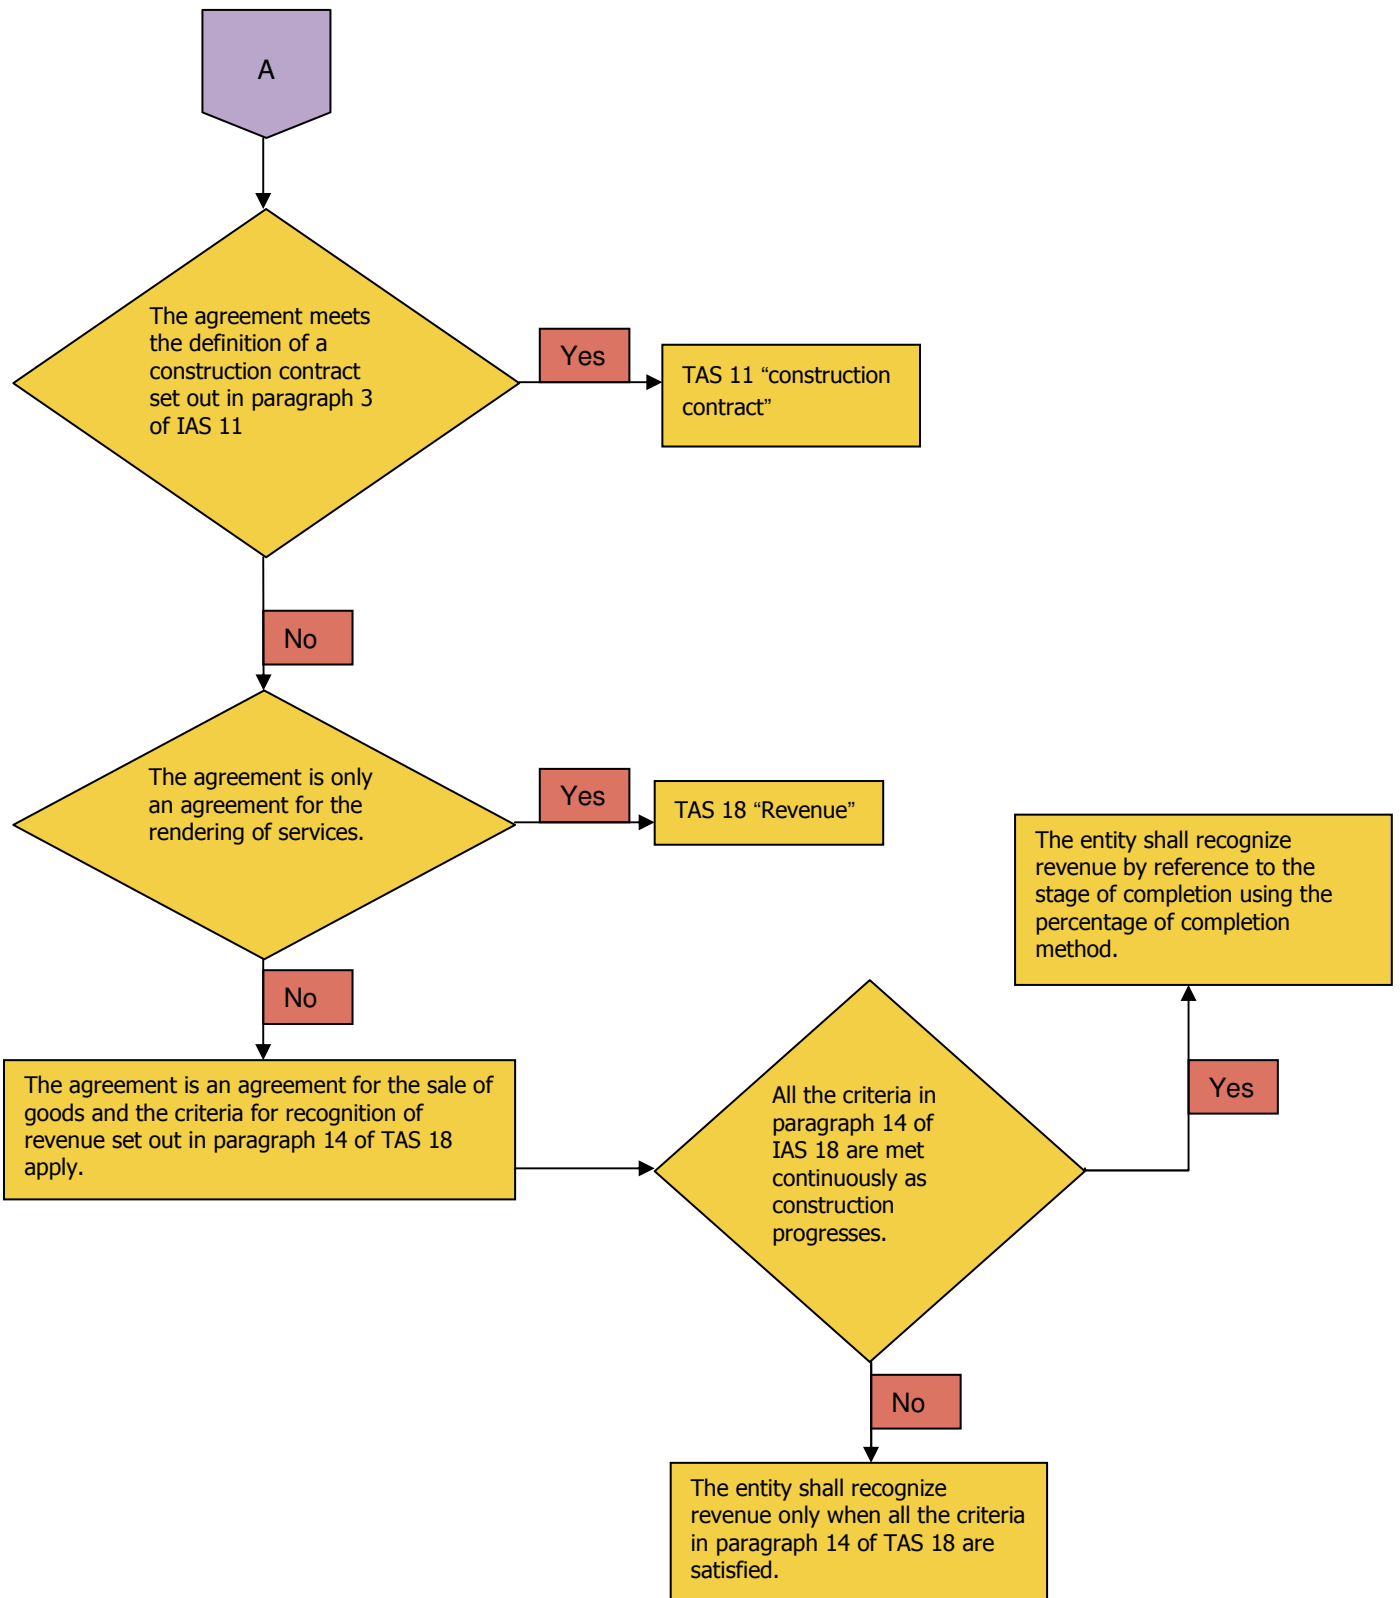 A
The agreement meets
the definition of a
construction contract
set out in paragraph 3
of IAS 11
Yes
TAS 11 “construction
contract”
No
The agreement is only
an agreement for the
rendering of services.
Yes
TAS 18 “Revenue”
No
The agreement is an agreement for the sale of
goods and the criteria for recognition of
revenue set out in paragraph 14 of TAS 18
apply.
All the criteria in
paragraph 14 of
IAS 18 are met
continuously as
construction
progresses.
Yes
The entity shall recognize
revenue by reference to the
stage of completion using the
percentage of completion
method.
No
The entity shall recognize
revenue only when all the criteria
in paragraph 14 of TAS 18 are
satisfied.